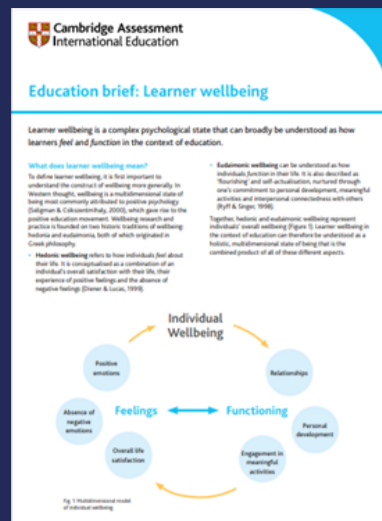 Cambridge Assessment
International Education
Education brief: Learner wellbeing
Learner wellbeing is a complex psychological state that can broadly be understood as how
learners feel and function in the context of education.
What does learner wellbeing mean?
To define learner wellbeing, it is first important to
understand the construct of wellbeing more generally. In
Western thought, wellbeing is a multidimensional state of
being most commonly attributed to positive psychology
(Seligman & Csikszentmihalyi, 2000), which gave rise to the
positive education movement. Wellbeing research and
practice is founded on two historic traditions of wellbeing:
hedonia and eudaimonia, both of which originated in
Greek philosophy.
• Hedonic wellbeing refers to how individuals feel about
their life. It is conceptualised as a combination of an
individual's overall satisfaction with their life, their
experience of positive feelings and the absence of
negative feelings (Diener & Lucas, 1999).
• Eudaimonic wellbeing can be understood as how
individuals function in their life. It is also described as
'flourishing' and self-actualisation, nurtured through
one's commitment to personal development, meaningful
activities and interpersonal connectedness with others
(Ryff & Singer, 1998).
Together, hedonic and eudaimonic wellbeing represent
individuals' overall wellbeing (Figure 1). Learner wellbeing in
the context of education can therefore be understood as a
holistic, multidimensional state of being that is the
combined product of all of these different aspects.
Individual
Wellbeing
Positive
emotions
Relationships
Absence of
negative
emotions
Feelings
Functioning
Personal
development
Overall life
satisfaction
Engagement in
meaningful
activities
Fig. 1: Multidimensional model
of individual wellbeing